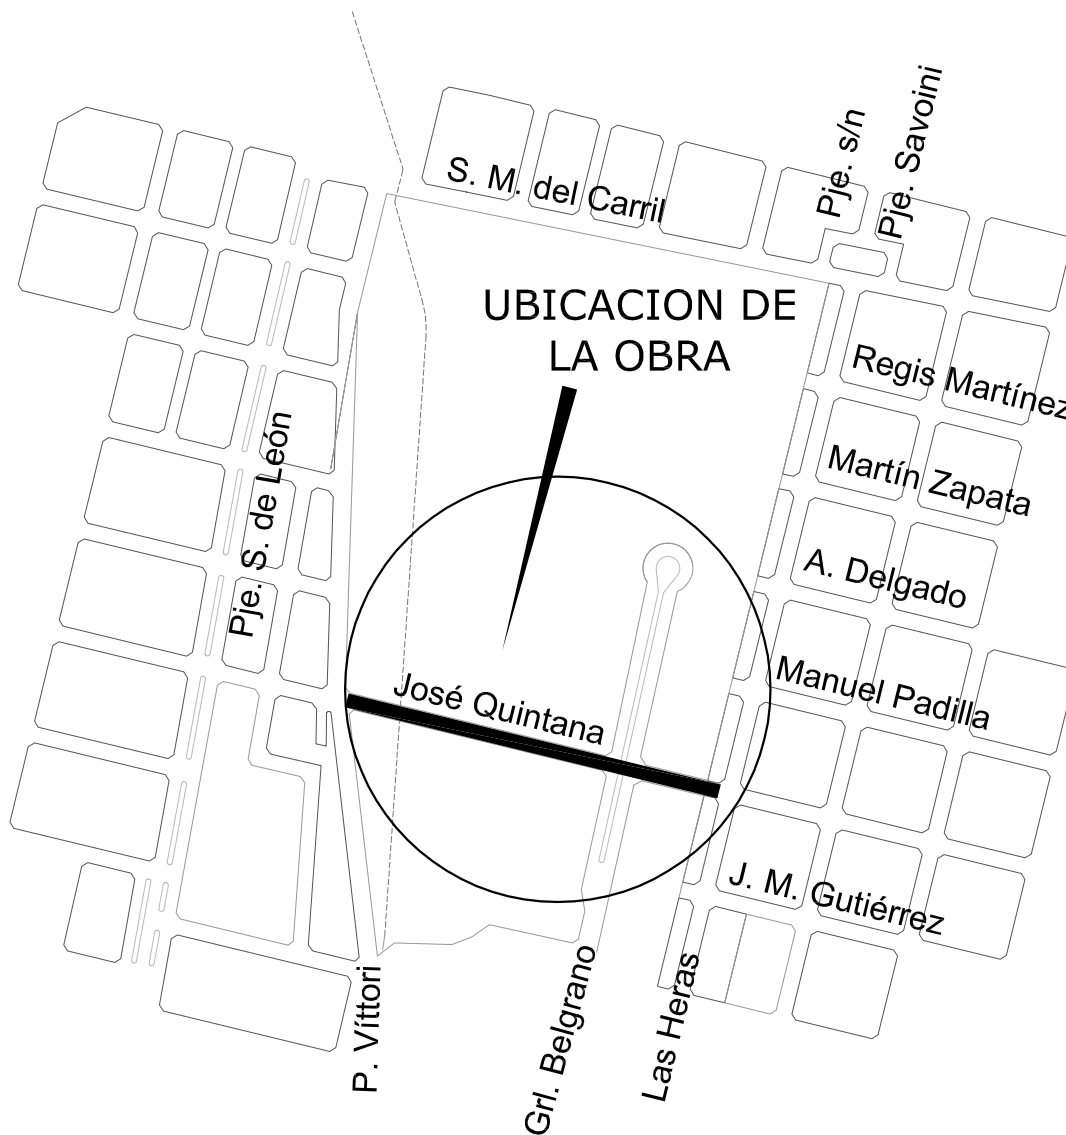 Pje. Savoini
Pje. s/n
S. M. del Carril
UBICACION DE
LA OBRA
Regis Martínez
Martín Zapata
Pje. S. de León
A. Delgado
Manuel Padilla
José Quintana
J. M. Gutiérrez
P. Víttori
Grl. Belgrano
Las Heras